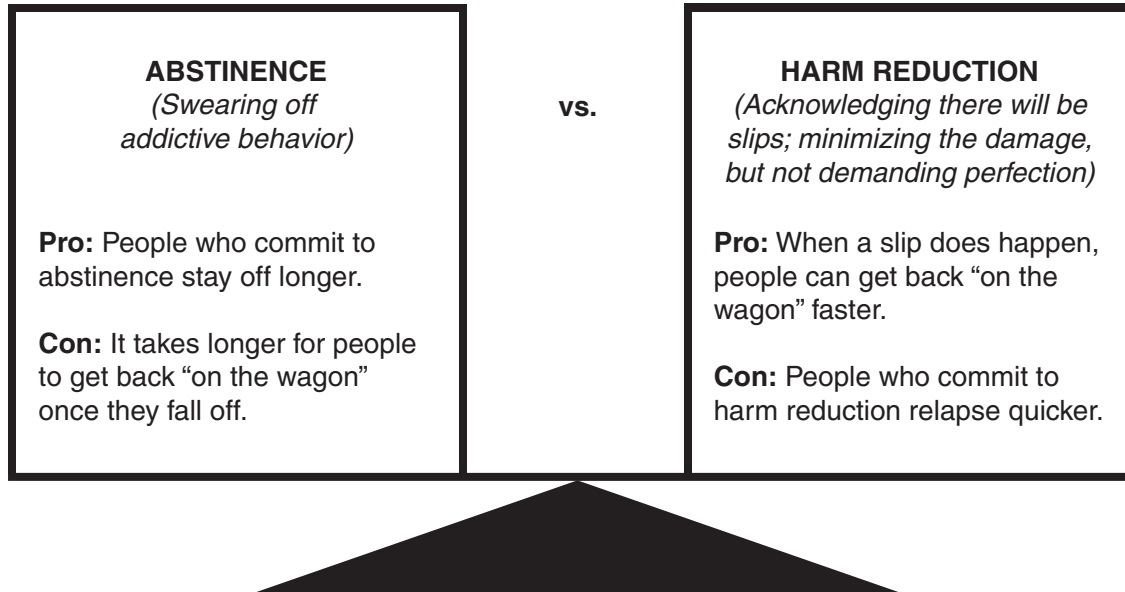 ABSTINENCE
(Swearing off
addictive behavior)
Pro: People who commit to
abstinence stay off longer.
Con: It takes longer for people
to get back “on the wagon”
once they fall off.
vs.
HARM REDUCTION
(Acknowledging there will be
slips; minimizing the damage,
but not demanding perfection)
Pro: When a slip does happen,
people can get back “on the
wagon” faster.
Con: People who commit to
harm reduction relapse quicker.